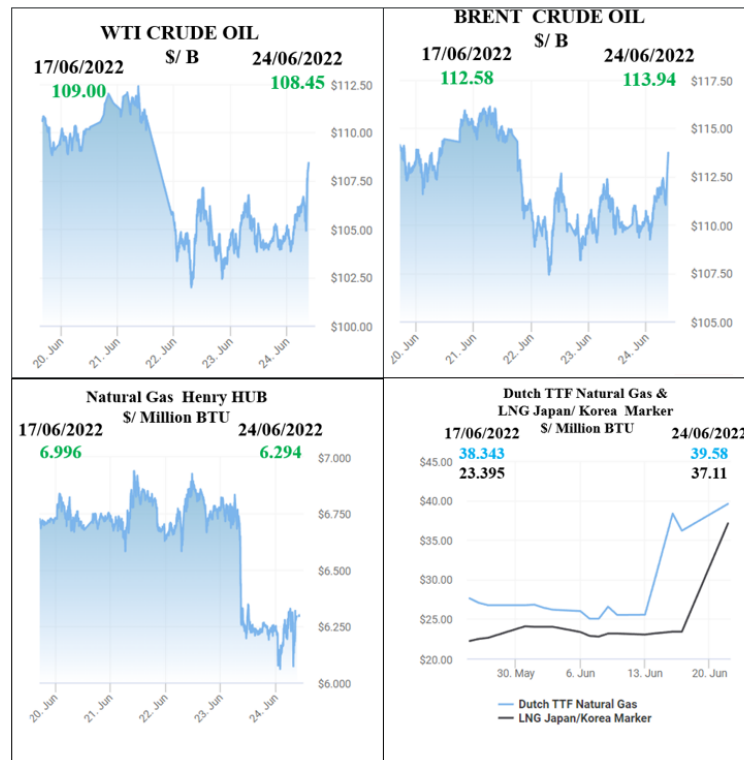 WTI CRUDE OIL
$/ B
17/06/2022
24/06/2022
109.00
108.45
$112.50
$110.00
$107.50
$105.00
$102.50
$100.00
20. Jun
21. Jun
22. Jun
23. Jun
24. Jun
BRENT CRUDE OIL
$/ B
17/06/2022
24/06/2022
112.58
113.94
$117.50
$115.00
$112.50
$110.00
$107.50
$105.00
20. Jun
21. Jun
22. Jun
23. Jun
24. Jun
Natural Gas Henry HUB
$/ Million BTU
17/06/2022
24/06/2022
6.996
6.294
$7.000
$6.750
$6.500
$6.250
$6.000
20. Jun
21. Jun
22. Jun
23. Jun
24. Jun
Dutch TTF Natural Gas &
LNG Japan/ Korea Marker
$/ Million BTU
17/06/2022
24/06/2022
38.343
39.58
23.395
37.11
$45.00
$40.00
$35.00
$30.00
$25.00
$20.00
30. May
6. Jun
13. Jun
20. Jun
Dutch TTF Natural Gas
LNG Japan/Korea Marker